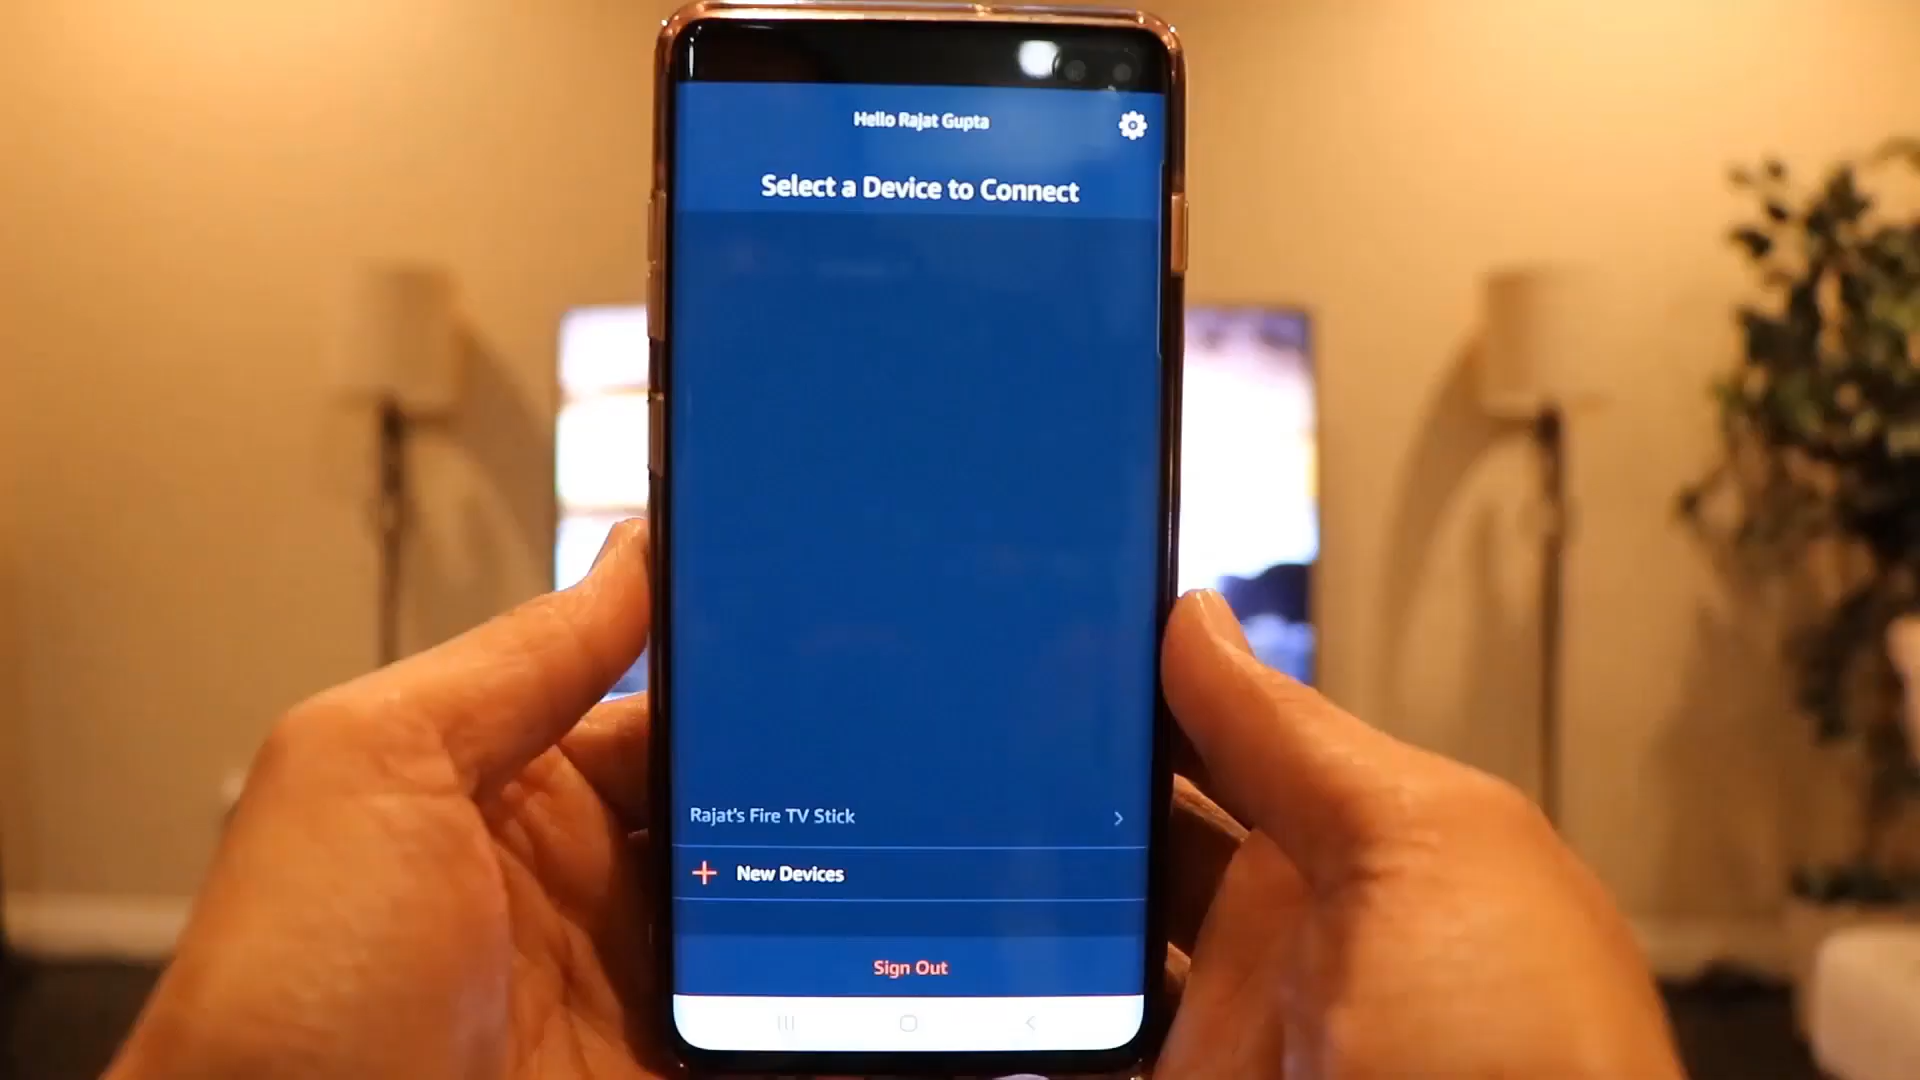 Hello Rajat Gupta
Select a Device to Connect
Rajat's Fire TV Stick
New Devices
Sign Out